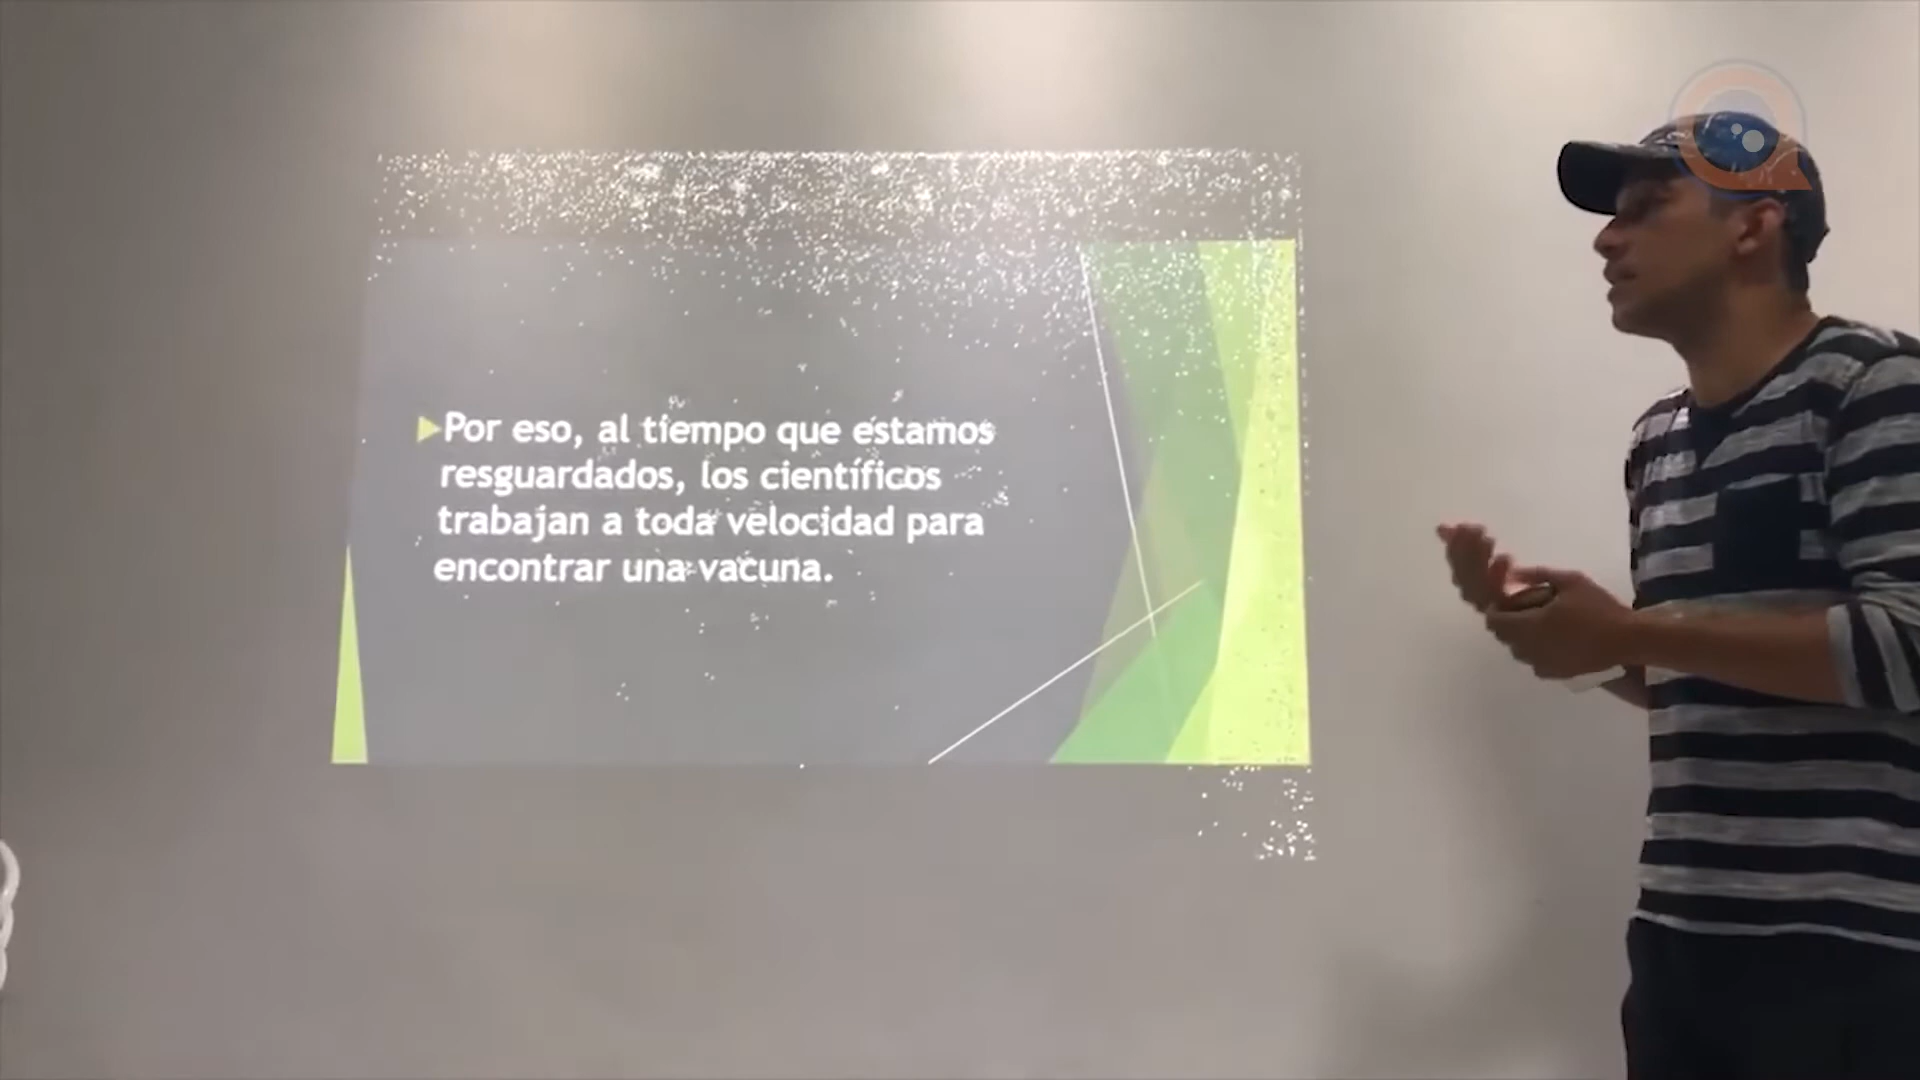 Por eso, al tiempo que estamos
resguardados, los científicos
trabajan a toda velocidad para
encontrar una vacuna.